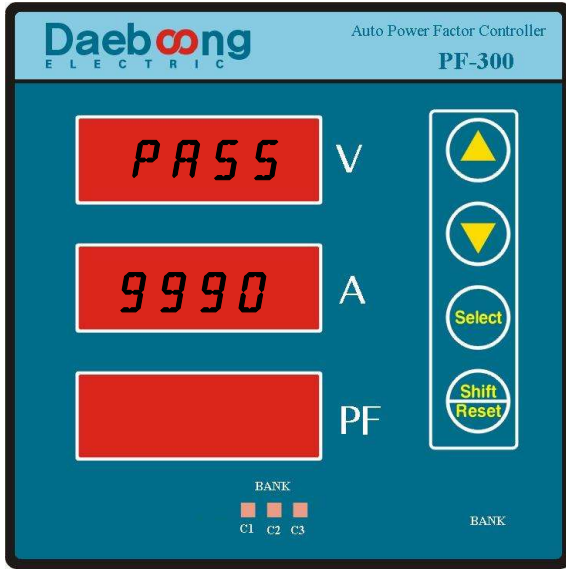 Daeboong
ELECTRIC
Auto Power Factor Controller
PF-300
PASS
V
9990
A
PF
Select
Shift
Reset
BANK
C1 C2 C3
BANK